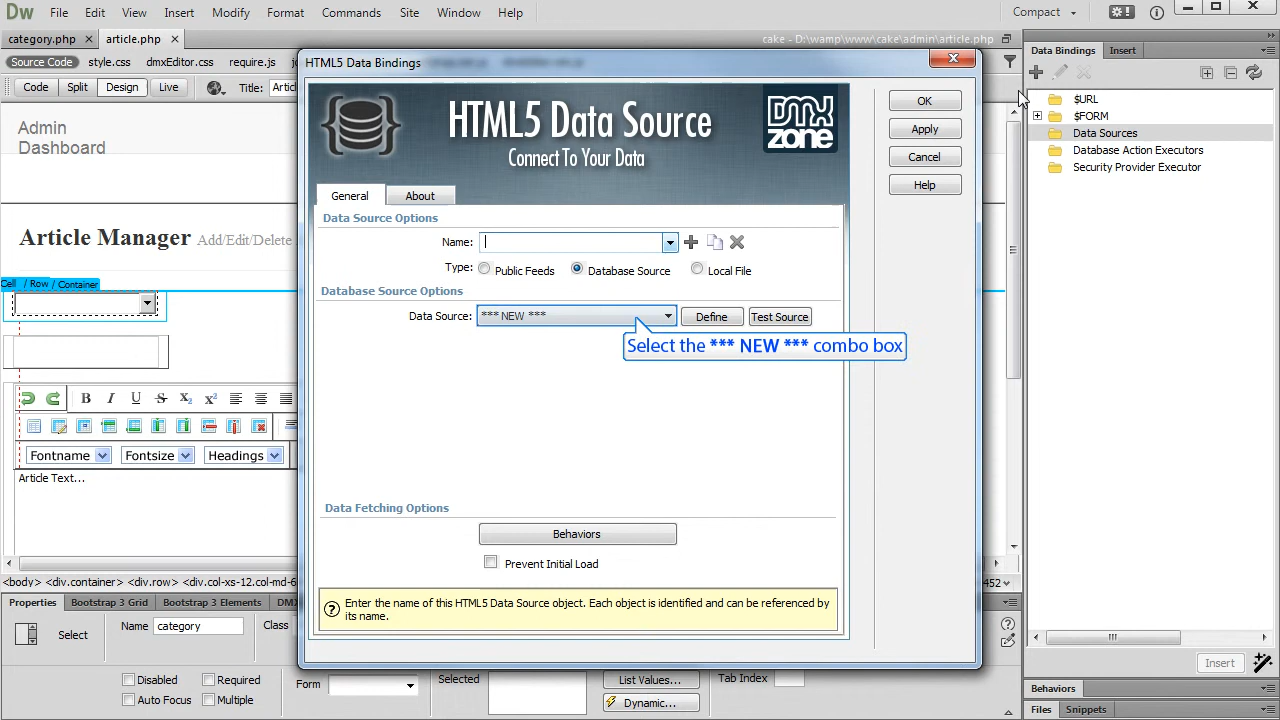 Dw File Edit View Insert Modify Format Commands Site Window Help Compact
category.php × article.php × cake - D:\wamp\www\cake\admin\article.php
Source Code style.css dmxEditor.css require.js
Code Split Design Live Title: Artic
Admin
Dashboard
Article Manager Add/Edit/Delete
Cell / Row / Container
B I U S X2 X2
Fontname Fontsize Headings
Article Text...
<body> <div.container> <div.row> <div.col-xs-12.col-md-6
452
Properties Bootstrap 3 Grid Bootstrap 3 Elements DMX
Select Name category Class
Disabled Required
Auto Focus Multiple
Form
Selected
List Values...
Dynamic...
Tab Index
HTML5 Data Bindings
HTML5 Data Source
Connect To Your Data
DMX
ZONE
OK
Apply
Cancel
Help
General About
Data Source Options
Name:
Type: Public Feeds Database Source Local File
Database Source Options
Data Source: *** NEW *** Define Test Source
Select the *** NEW *** combo box
Data Fetching Options
Behaviors
Prevent Initial Load
Enter the name of this HTML5 Data Source object. Each object is identified and can be referenced by
its name.
Data Bindings Insert
$URL
$FORM
Data Sources
Database Action Executors
Security Provider Executor
Insert
Behaviors
Files Snippets